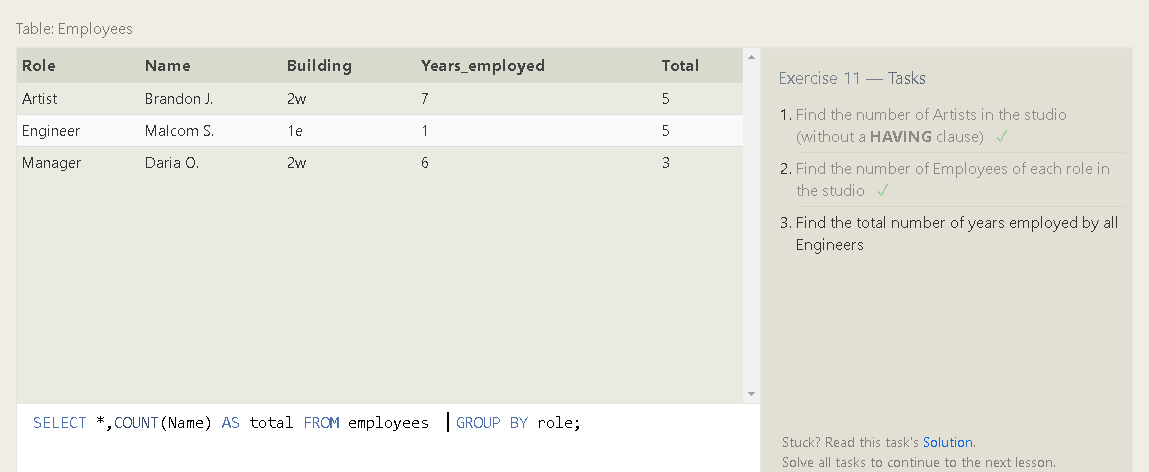 Table: Employees
Role Name Building Years_employed Total
Artist Brandon J. 2w 7 5
Engineer Malcom S. 1e 1 5
Manager Daria O. 2w 6 3
SELECT *,COUNT(Name) AS total FROM employees GROUP BY role;
Exercise 11 — Tasks
1. Find the number of Artists in the studio
(without a HAVING clause) ✓
2. Find the number of Employees of each role in
the studio ✓
3. Find the total number of years employed by all
Engineers
Stuck? Read this task's Solution.
Solve all tasks to continue to the next lesson.